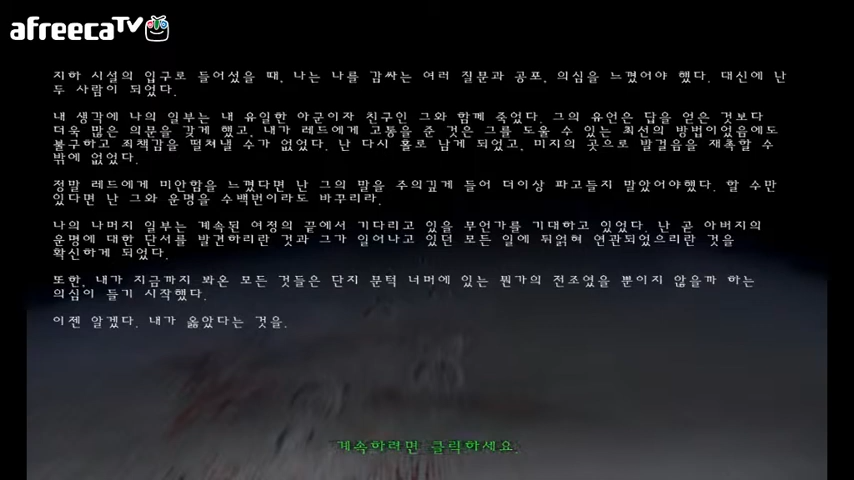 afreecaTV
지하 시설의 입구로 들어섰을 때, 나는 나를 감싸는 여러 질문과 공포, 의심을 느꼈어야 했다. 대신에 난
두 사람이 되었다.
내 생각에 나의 일부는 내 유일한 아군이자 친구인 그와 함께 죽었다. 그의 유언은 답을 얻은 것보다
더욱 많은 의문을 갖게 했고, 내가 레드에게 고통을 준 것은 그를 도울 수 있는 최선의 방법이었음에도
불구하고 죄책감을 떨쳐낼 수가 없었다. 난 다시 홀로 남게 되었고, 미지의 곳으로 발걸음을 재촉할 수
밖에 없었다.
정말 레드에게 미안함을 느꼈다면 난 그의 말을 주의깊게 들어 더이상 파고들지 말았어야했다. 할 수만
있다면 난 그와 운명을 수백번이라도 바꾸리라.
나의 나머지 일부는 계속된 여정의 끝에서 기다리고 있을 무언가를 기대하고 있었다. 난 곧 아버지의
운명에 대한 단서를 발견하리란 것과 그가 일어나고 있던 모든 일에 뒤얽혀 연관되었으리란 것을
확신하게 되었다.
또한, 내가 지금까지 봐온 모든 것들은 단지 문턱 너머에 있는 뭔가의 전조였을 뿐이지 않을까 하는
의심이 들기 시작했다.
이젠 알겠다. 내가 옳았다는 것을.
계속하려면 클릭하세요.